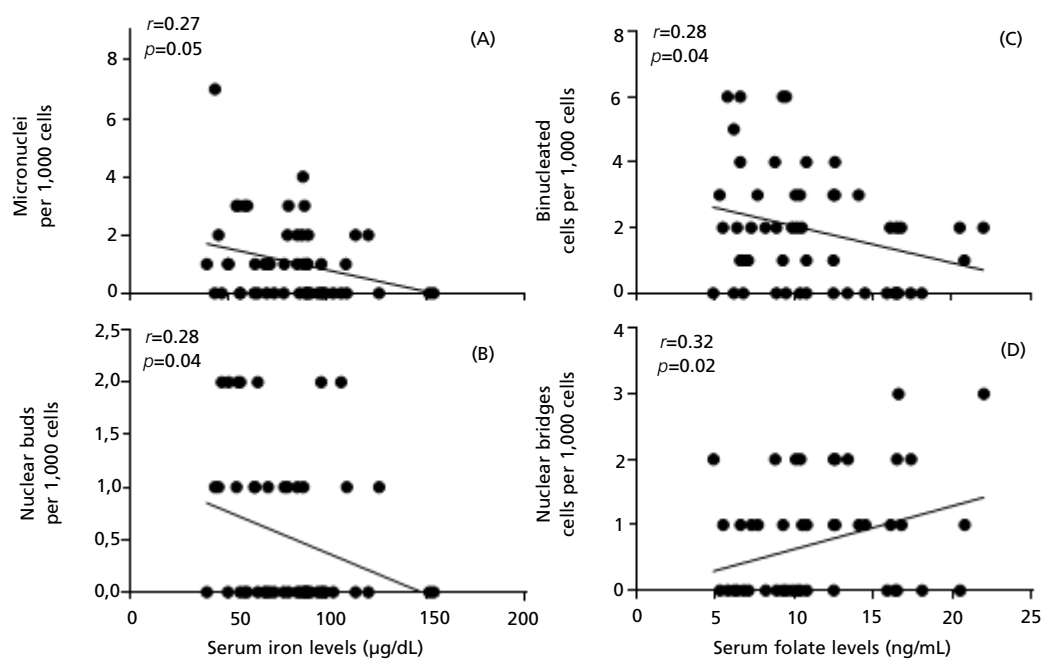 r=0.27
p=0.05
(A)
8
6
4
2
0
Micronuclei
per 1,000 cells
r=0.28
p=0.04
(C)
8
6
4
2
0
Binucleated
cells per 1,000 cells
r=0.28
p=0.04
(B)
2,5
2,0
1,5
1,0
0,5
0,0
Nuclear buds
per 1,000 cells
0
50
100
150
200
Serum iron levels (µg/dL)
r=0.32
p=0.02
(D)
4
3
2
1
0
Nuclear bridges
cells per 1,000 cells
0
5
10
15
20
25
Serum folate levels (ng/mL)